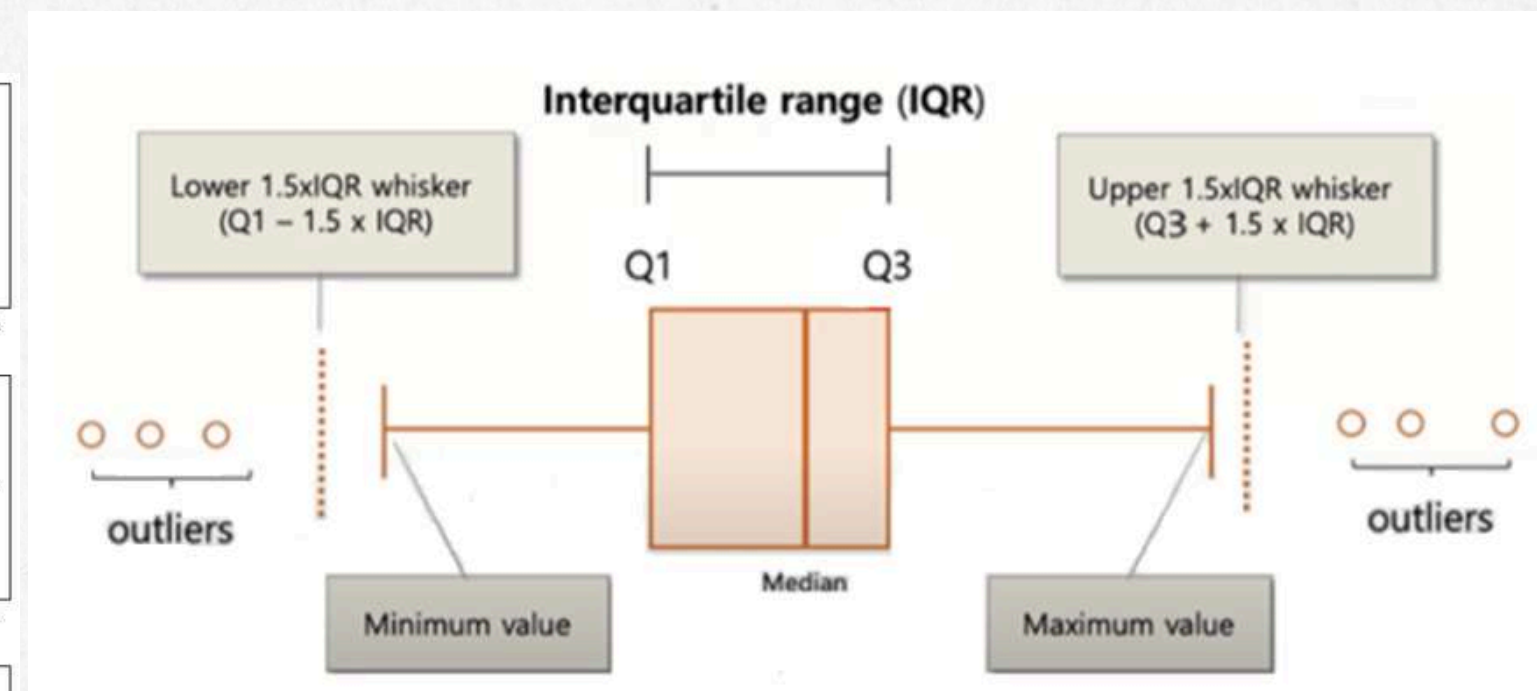 Interquartile range (IQR)
Lower 1.5xIQR whisker
(Q1 – 1.5 x IQR)
Upper 1.5xIQR whisker
(Q3 + 1.5 x IQR)
Q1
Q3
outliers
outliers
Median
Minimum value
Maximum value